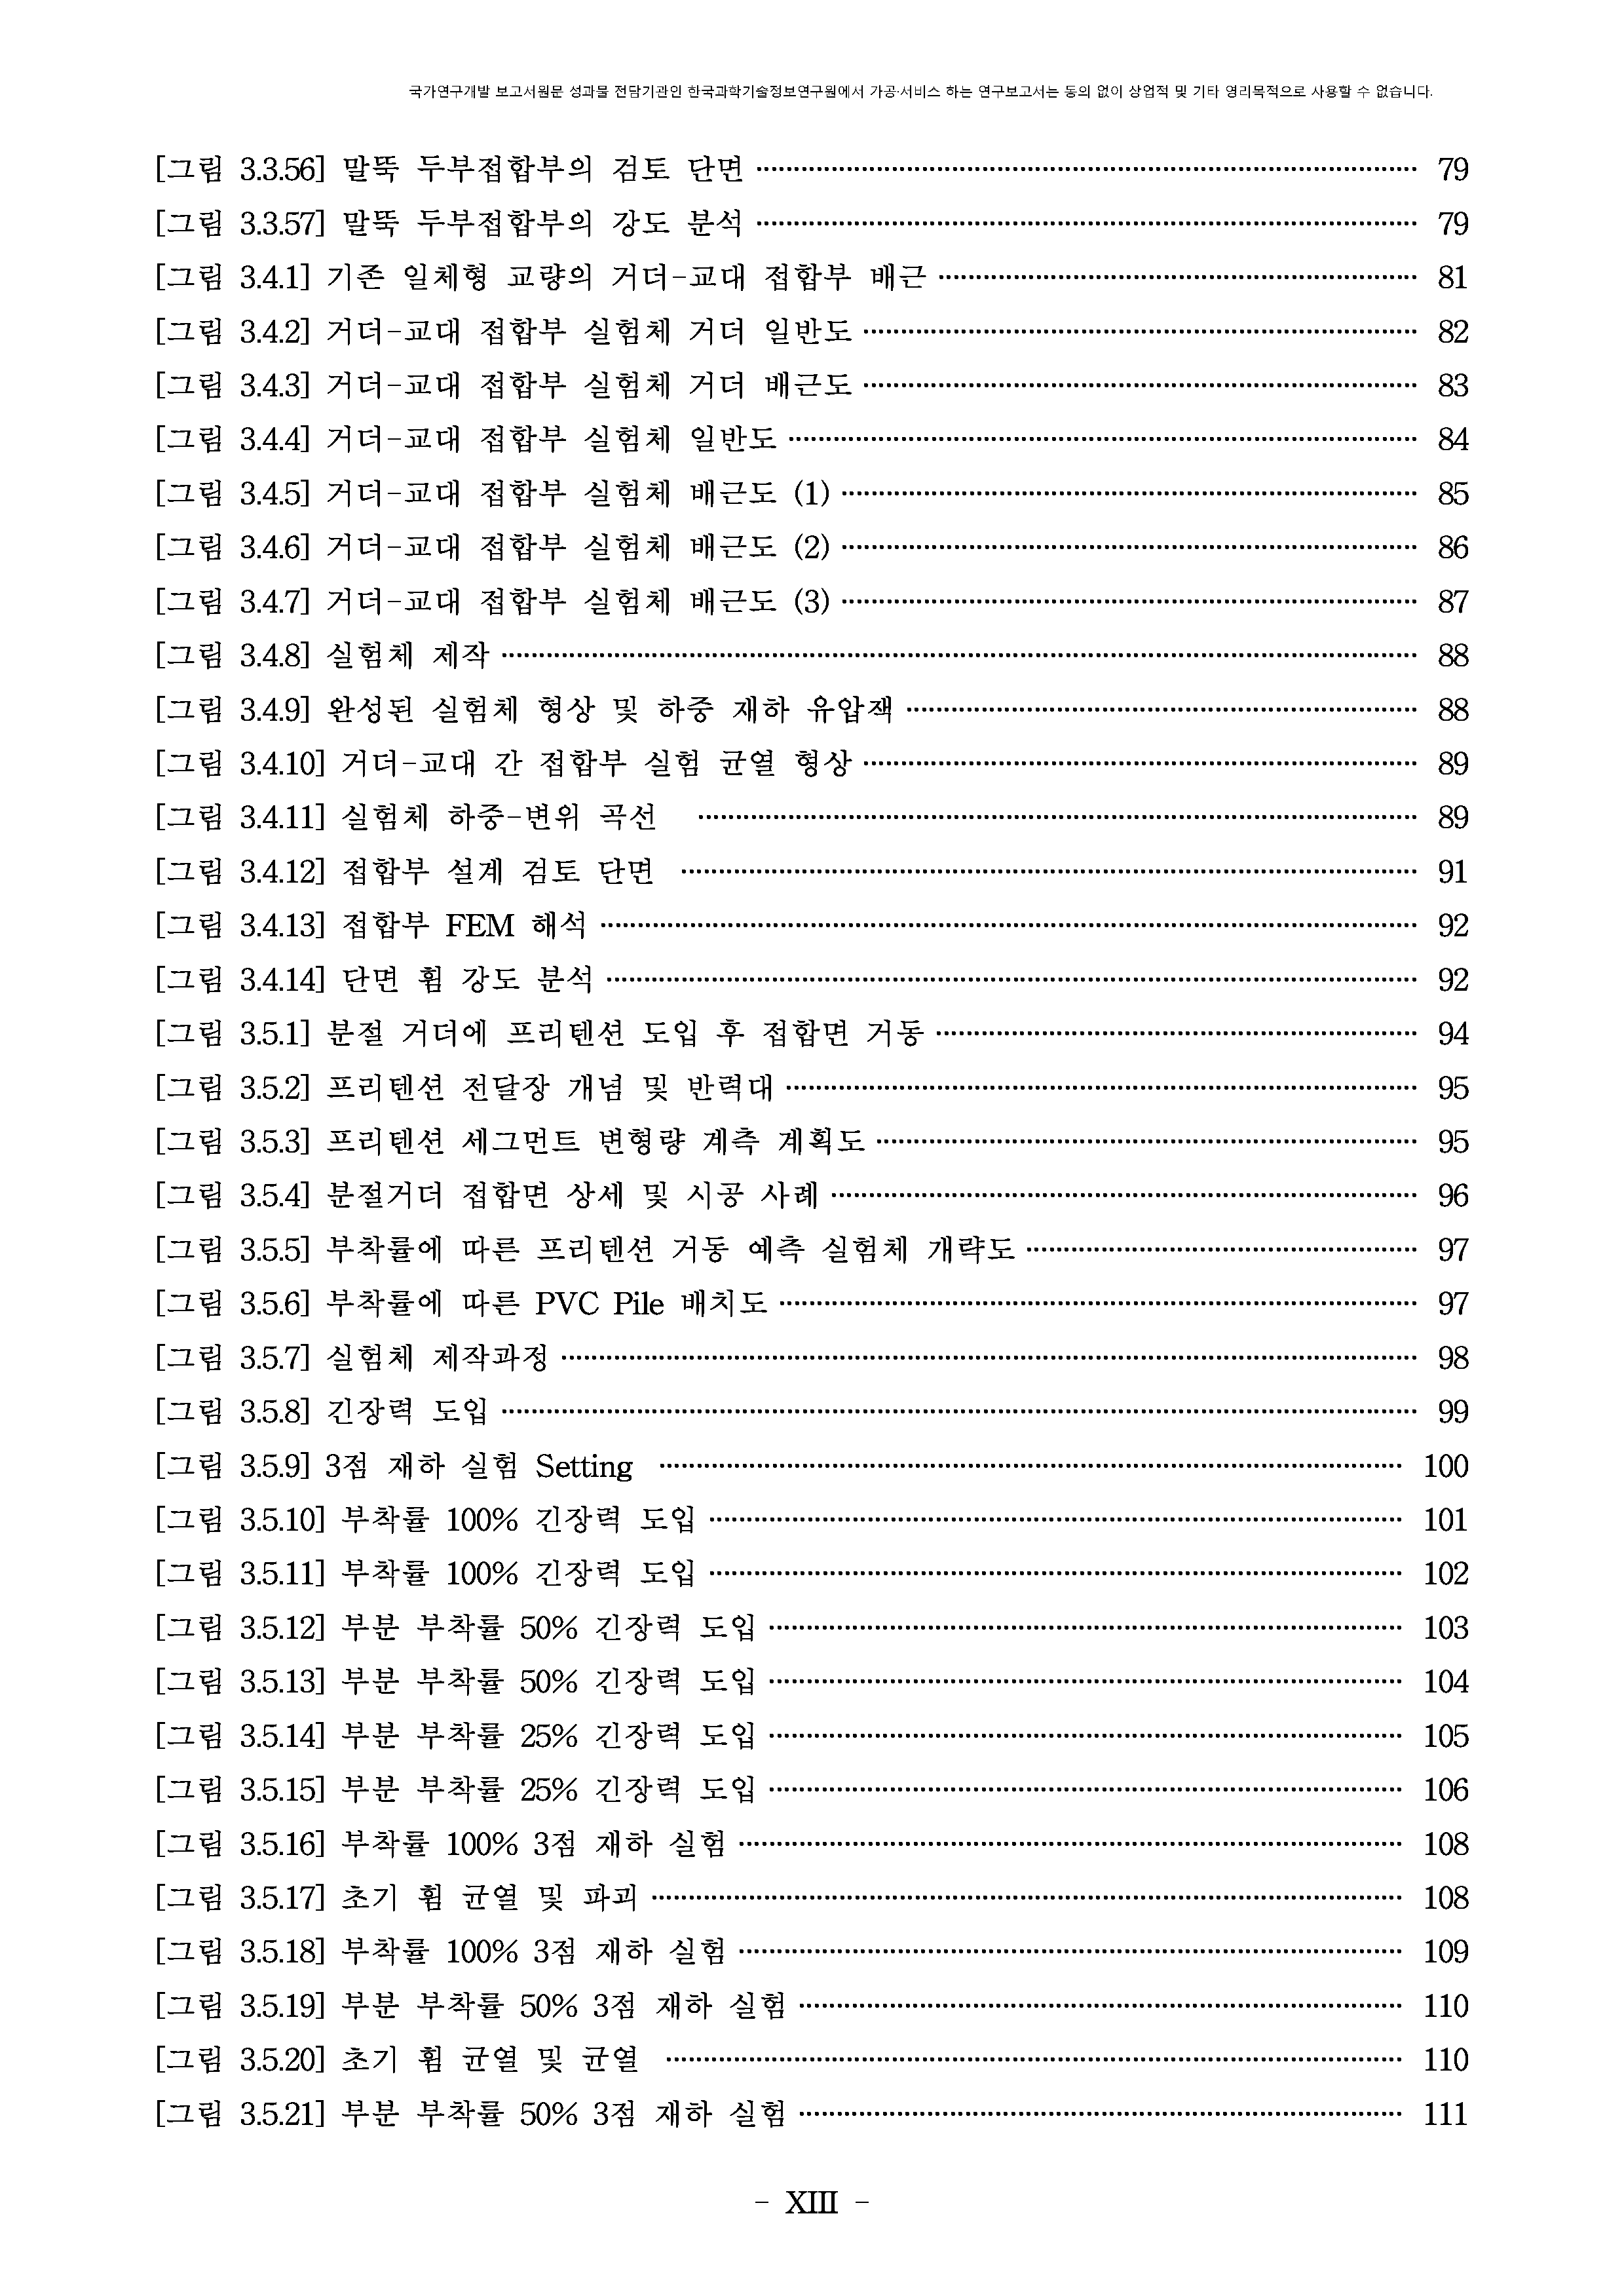 국가연구개발 보고서원문 성과물 전담기관인 한국과학기술정보연구원에서 가공·서비스 하는 연구보고서는 동의 없이 상업적 및 기타 영리목적으로 사용할 수 없습니다.
[그림 3.3.56] 말뚝 두부접합부의 검토 단면 ························ 79
[그림 3.3.57] 말뚝 두부접합부의 강도 분석 ························ 79
[그림 3.4.1] 기존 일체형 교량의 거더-교대 접합부 배근 ························ 81
[그림 3.4.2] 거더-교대 접합부 실험체 거더 일반도 ························ 82
[그림 3.4.3] 거더-교대 접합부 실험체 거더 배근도 ························ 83
[그림 3.4.4] 거더-교대 접합부 실험체 일반도 ························ 84
[그림 3.4.5] 거더-교대 접합부 실험체 배근도 (1) ························ 85
[그림 3.4.6] 거더-교대 접합부 실험체 배근도 (2) ························ 86
[그림 3.4.7] 거더-교대 접합부 실험체 배근도 (3) ························ 87
[그림 3.4.8] 실험체 제작 ························ 88
[그림 3.4.9] 완성된 실험체 형상 및 하중 재하 유압잭 ························ 88
[그림 3.4.10] 거더-교대 간 접합부 실험 균열 형상 ························ 89
[그림 3.4.11] 실험체 하중-변위 곡선 ························ 89
[그림 3.4.12] 접합부 설계 검토 단면 ························ 91
[그림 3.4.13] 접합부 FEM 해석 ························ 92
[그림 3.4.14] 단면 휨 강도 분석 ························ 92
[그림 3.5.1] 분절 거더에 프리텐션 도입 후 접합면 거동 ························ 94
[그림 3.5.2] 프리텐션 전달장 개념 및 반력대 ························ 95
[그림 3.5.3] 프리텐션 세그먼트 변형량 계측 계획도 ························ 95
[그림 3.5.4] 분절거더 접합면 상세 및 시공 사례 ························ 96
[그림 3.5.5] 부착률에 따른 프리텐션 거동 예측 실험체 개략도 ························ 97
[그림 3.5.6] 부착률에 따른 PVC Pile 배치도 ························ 97
[그림 3.5.7] 실험체 제작과정 ························ 98
[그림 3.5.8] 긴장력 도입 ························ 99
[그림 3.5.9] 3점 재하 실험 Setting ························ 100
[그림 3.5.10] 부착률 100% 긴장력 도입 ························ 101
[그림 3.5.11] 부착률 100% 긴장력 도입 ························ 102
[그림 3.5.12] 부분 부착률 50% 긴장력 도입 ························ 103
[그림 3.5.13] 부분 부착률 50% 긴장력 도입 ························ 104
[그림 3.5.14] 부분 부착률 25% 긴장력 도입 ························ 105
[그림 3.5.15] 부분 부착률 25% 긴장력 도입 ························ 106
[그림 3.5.16] 부착률 100% 3점 재하 실험 ························ 108
[그림 3.5.17] 초기 휨 균열 및 파괴 ························ 108
[그림 3.5.18] 부착률 100% 3점 재하 실험 ························ 109
[그림 3.5.19] 부분 부착률 50% 3점 재하 실험 ························ 110
[그림 3.5.20] 초기 휨 균열 및 균열 ························ 110
[그림 3.5.21] 부분 부착률 50% 3점 재하 실험 ························ 111
- XIII -